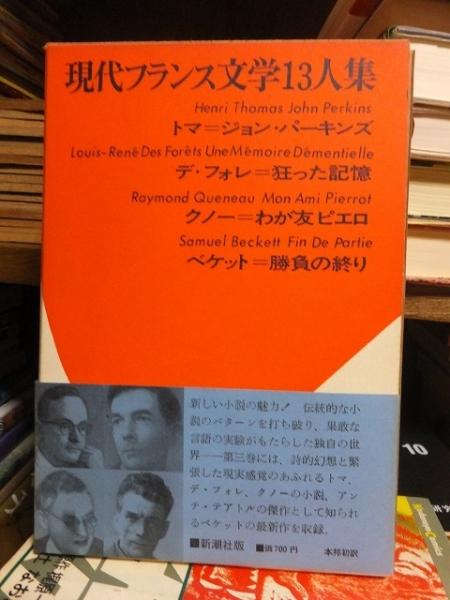 現代フランス文学13人集
Henri Thomas John Perkins
トマ=ジョン・パーキンズ
Louis-René Des Forêts Une Mémoire Démentielle
デ・フォレ=狂った記憶
Raymond Queneau Mon Ami Pierrot
クノー=わが友ピエロ
Samuel Beckett Fin De Partie
ベケット=勝負の終り
新しい小説の魅力! 伝統的な小
説のパターンを打ち破り、果敢な
言語の実験がもたらした独自の世
界——第三巻には、詩的幻想と緊
張した現実感覚のあふれるトマ、
デ・フォレ、クノーの小説、アン
チ・テアトルの傑作として知られ
るベケットの最新作を収録。
■新潮社版 ■価700円 本邦初訳
10